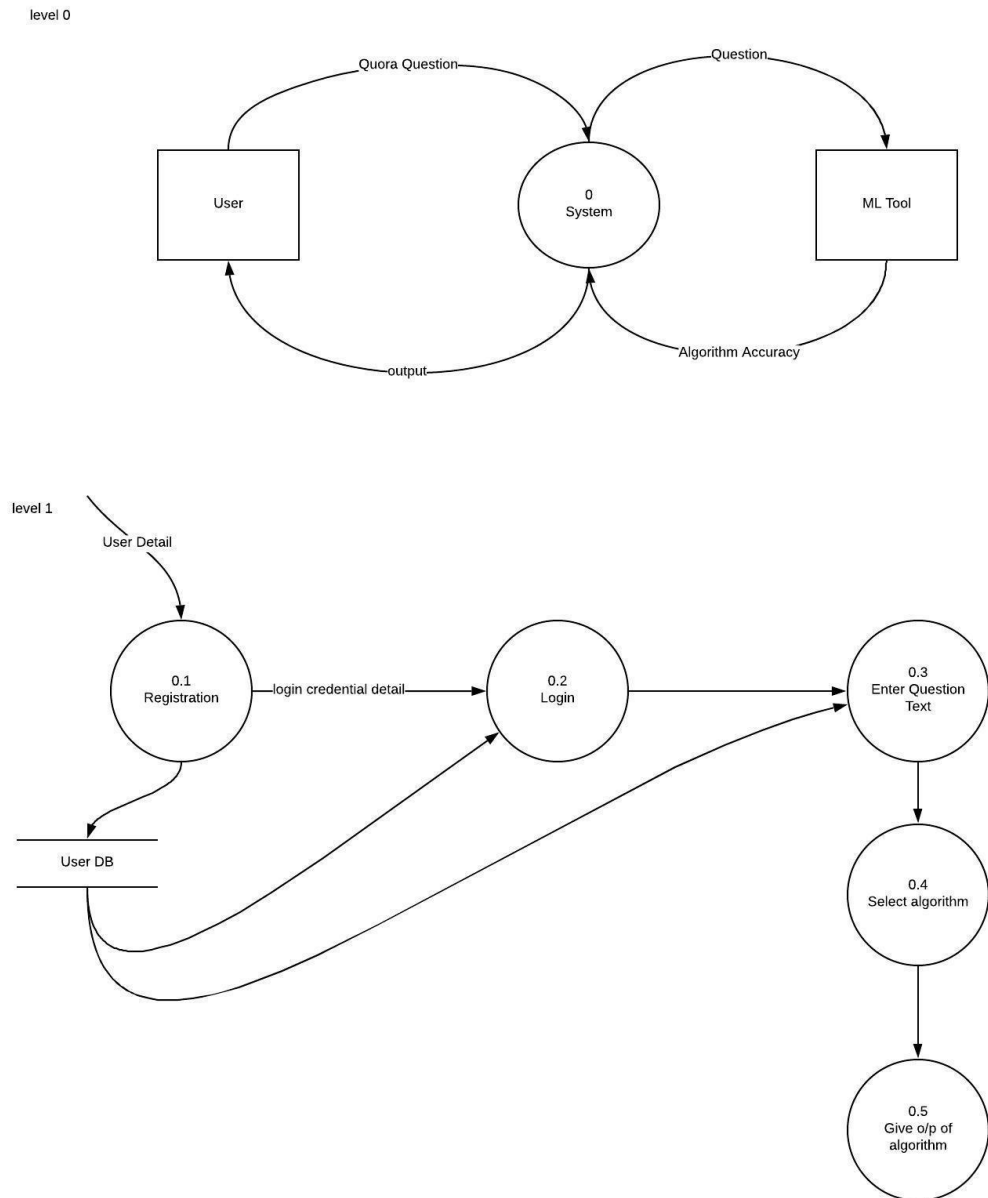 level 0
Quora Question
Question
User
0
System
ML Tool
Algorithm Accuracy
output
level 1
User Detail
0.1
Registration
login credential detail
0.2
Login
0.3
Enter Question
Text
User DB
0.4
Select algorithm
0.5
Give o/p of
algorithm